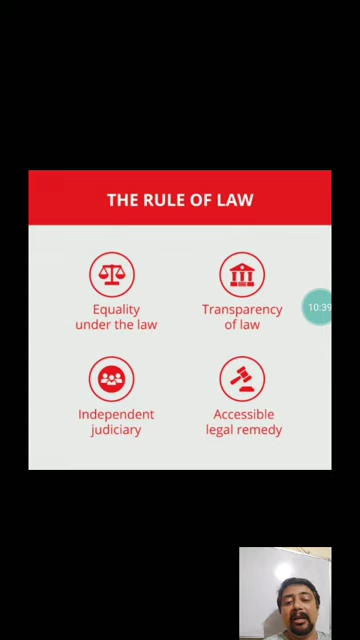 THE RULE OF LAW
Equality
under the law
Transparency
of law
10:39
Independent
judiciary
Accessible
legal remedy